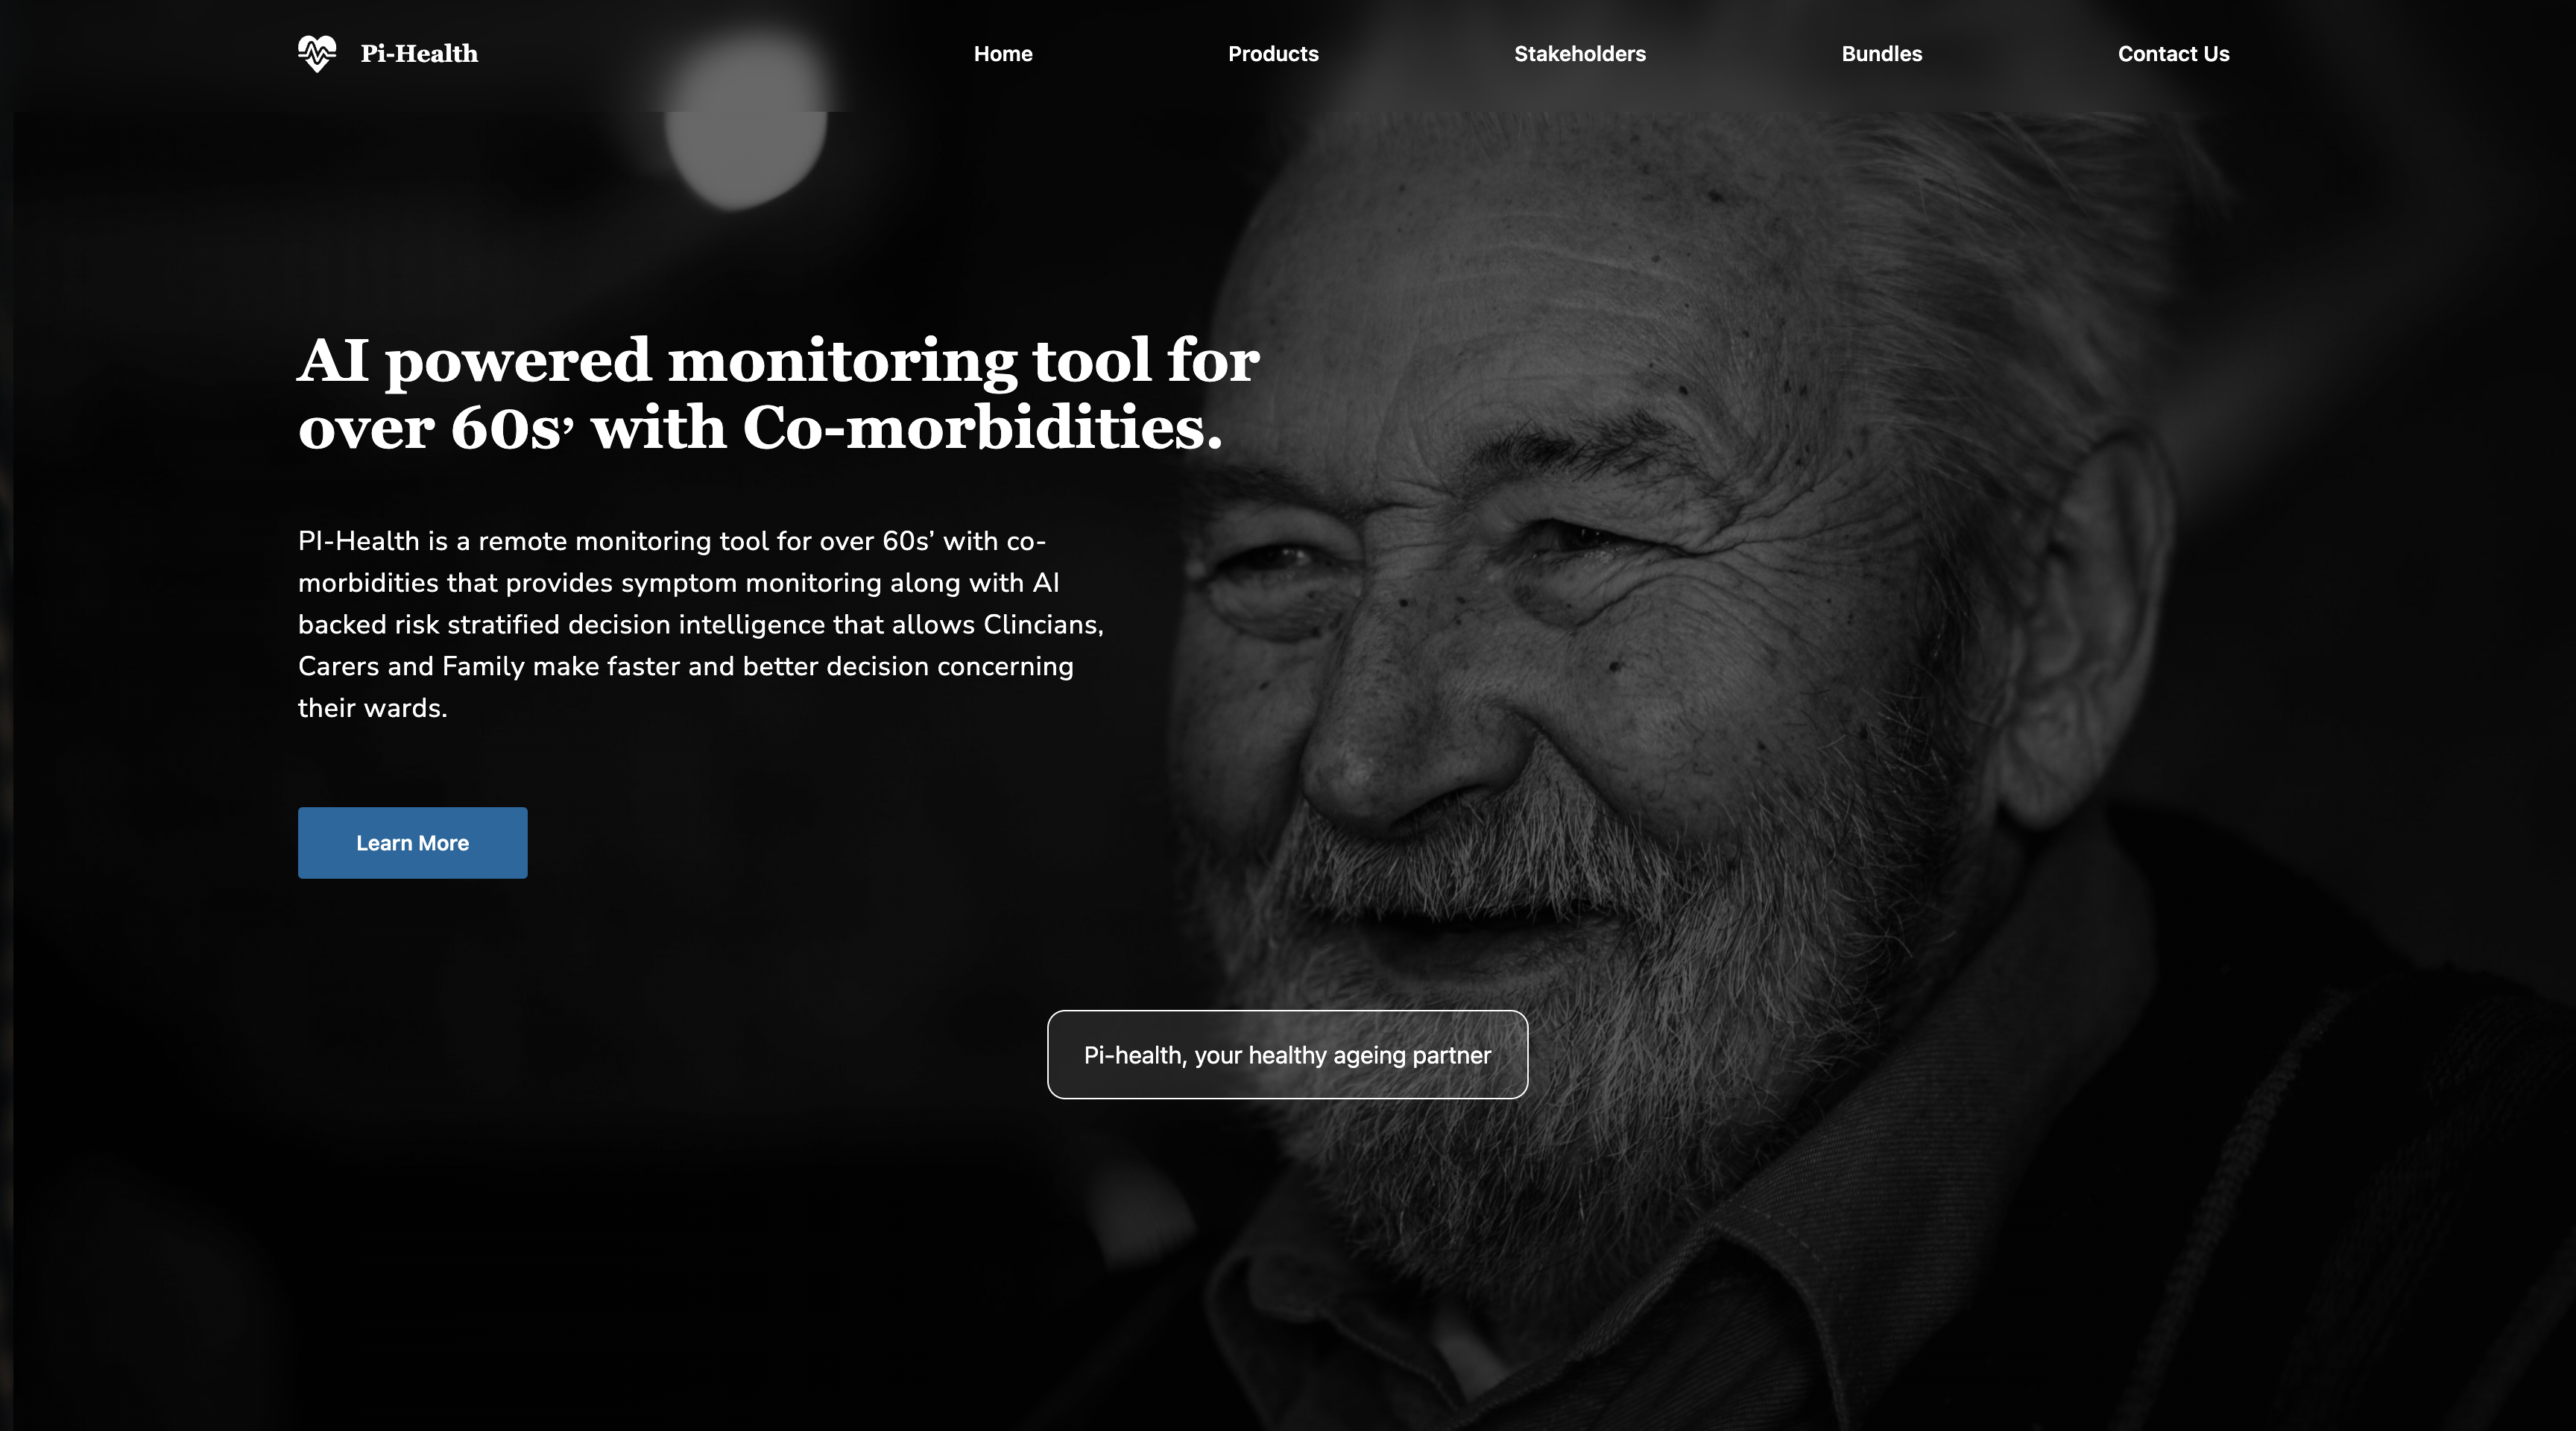 Pi-Health
Home
Products
Stakeholders
Bundles
Contact Us
AI powered monitoring tool for
over 60s’ with Co-morbidities.
PI-Health is a remote monitoring tool for over 60s’ with co-
morbidities that provides symptom monitoring along with AI
backed risk stratified decision intelligence that allows Clincians,
Carers and Family make faster and better decision concerning
their wards.
Learn More
Pi-health, your healthy ageing partner